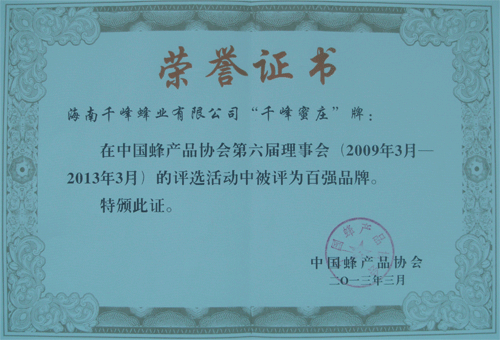 荣誉证书
海南千峰蜂业有限公司“千峰蜜庄”牌：
在中国蜂产品协会第六届理事会（2009年3月—
2013年3月）的评选活动中被评为百强品牌。
特颁此证。
中国蜂产品协会
二〇一三年三月